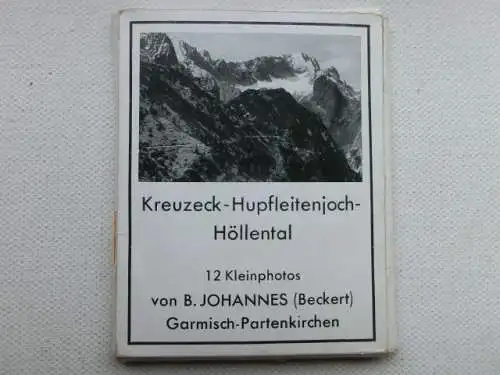 Kreuzeck-Hupfleitenjoch-
Höllental
12 Kleinphotos
von B. JOHANNES (Beckert)
Garmisch-Partenkirchen